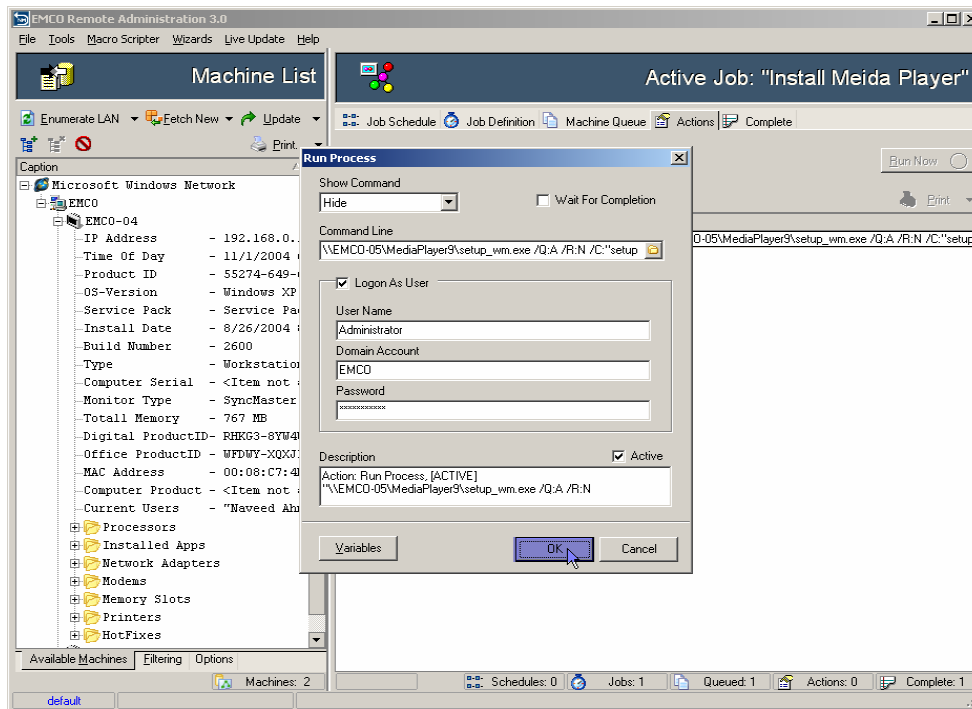 EMCO Remote Administration 3.0
File Tools Macro Scripter Wizards Live Update Help
Machine List
Active Job: "Install Meida Player"
Enumerate LAN Fetch New Update
Job Schedule Job Definition Machine Queue Actions Complete
Print
Run Now
Print
Caption
Microsoft Windows Network
EMCO
EMCO-04
IP Address - 192.168.0.
Time Of Day - 11/1/2004
Product ID - 55274-649-
OS-Version - Windows XP
Service Pack - Service Pa
Install Date - 8/26/2004
Build Number - 2600
Type - Workstation
Computer Serial - <Item not
Monitor Type - SyncMaster
Totall Memory - 767 MB
Digital ProductID- RHKG3-8YW4
Office ProductID - WFDWY-XQXJ
MAC Address - 00:08:C7:4
Computer Product - <Item not
Current Users - "Naveed Ah
Processors
Installed Apps
Network Adapters
Modems
Memory Slots
Printers
HotFixes
Available Machines Filtering Options
Machines: 2
default
Run Process
Show Command
Hide
Wait For Completion
Command Line
\\EMCO-05\MediaPlayer9\setup_wm.exe /Q:A /R:N /C:"setup
Logon As User
User Name
Administrator
Domain Account
EMCO
Password
xxxxxxxxxxx
Description
Active
Action: Run Process, [ACTIVE]
"\\EMCO-05\MediaPlayer9\setup_wm.exe /Q:A /R:N
Variables OK Cancel
0-05\MediaPlayer9\setup_wm.exe /Q:A /R:N /C:"setup
Schedules: 0 Jobs: 1 Queued: 1 Actions: 0 Complete: 1